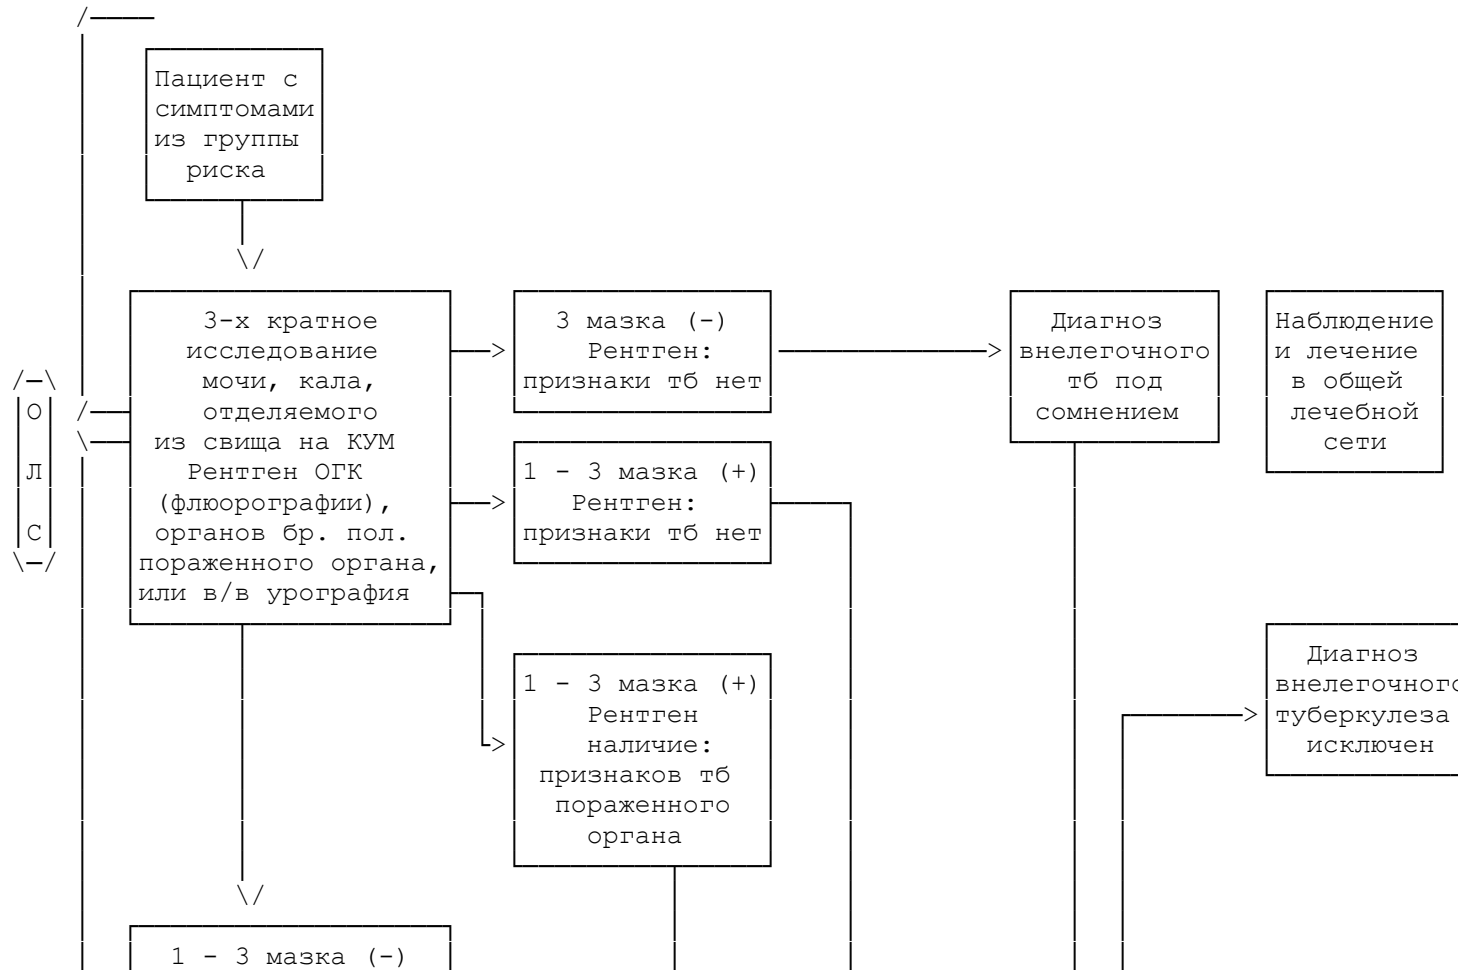 Пациент с
симптомами
из группы
риска
3-х кратное
исследование
мочи, кала,
отделяемого
из свища на КУМ
Рентген ОГК
(флюорографии),
органов бр. пол.
пораженного органа,
или в/в урография
3 мазка (-)
Рентген:
признаки тб нет
Диагноз
внелегочного
тб под
сомнением
Наблюдение
и лечение
в общей
лечебной
сети
О
Л
С
1 - 3 мазка (+)
Рентген:
признаки тб нет
1 - 3 мазка (+)
Рентген
наличие:
признаков тб
пораженного
органа
Диагноз
внелегочного
туберкулеза
исключен
1 - 3 мазка (-)